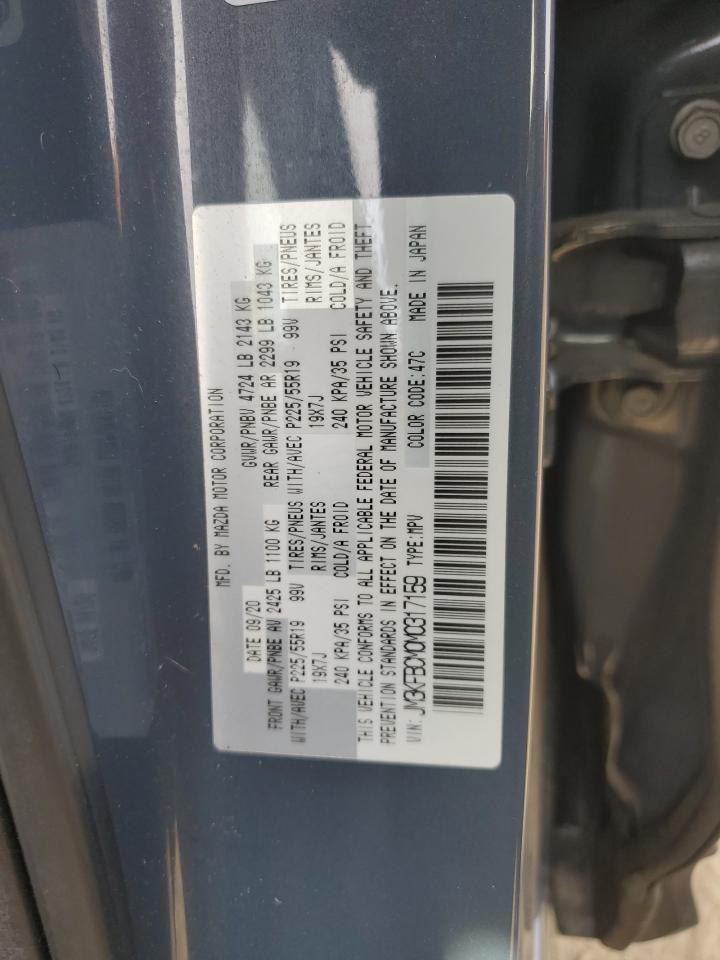 MFD. BY MAZDA MOTOR CORPORATION
DATE 09/20 GVWR/PNBV 4724 LB 2143 KG
FRONT GAWR/PNBE AV 2425 LB 1100 KG REAR GAWR/PNBE AR 2299 LB 1043 KG
WITH/AVEC P225/55R19 99V TIRES/PNEUS WITH/AVEC P225/55R19 99V TIRES/PNEUS
19X7J RIMS/JANTES 19X7J RIMS/JANTES
240 KPA/35 PSI COLD/A FROID 240 KPA/35 PSI COLD/A FROID
THIS VEHICLE CONFORMS TO ALL APPLICABLE FEDERAL MOTOR VEHICLE SAFETY AND THEFT
PREVENTION STANDARDS IN EFFECT ON THE DATE OF MANUFACTURE SHOWN ABOVE.
VIN: JM3KFBCM0M0317159 TYPE:MPV COLOR CODE:47C MADE IN JAPAN
8